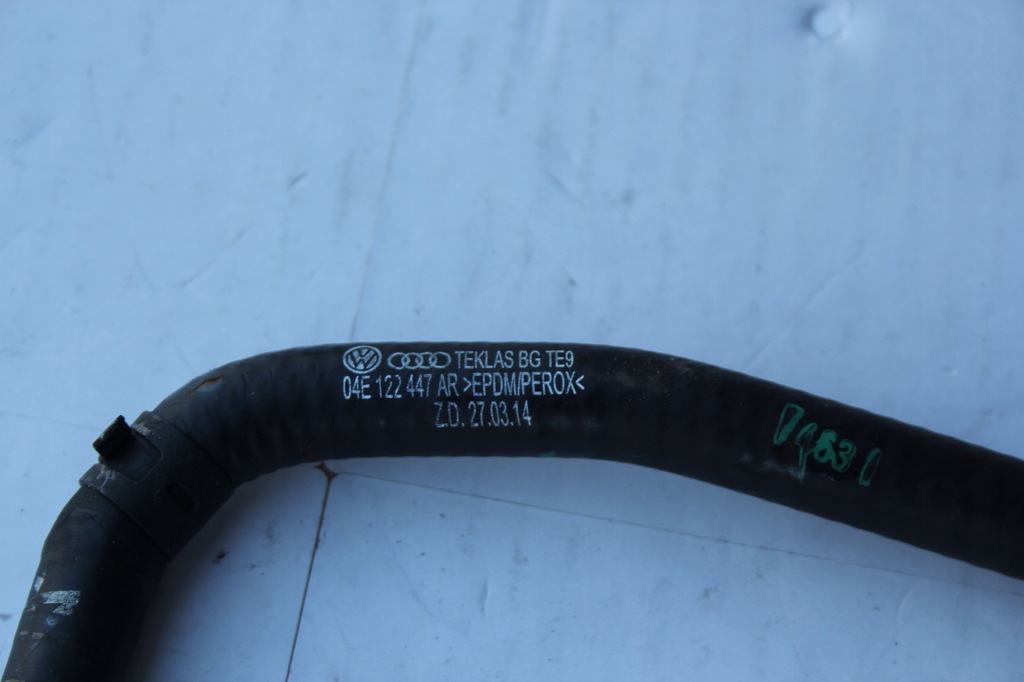 TEKLAS BG TE9
04E 122 447 AR >EPDM/PEROX<
Z.D. 27.03.14